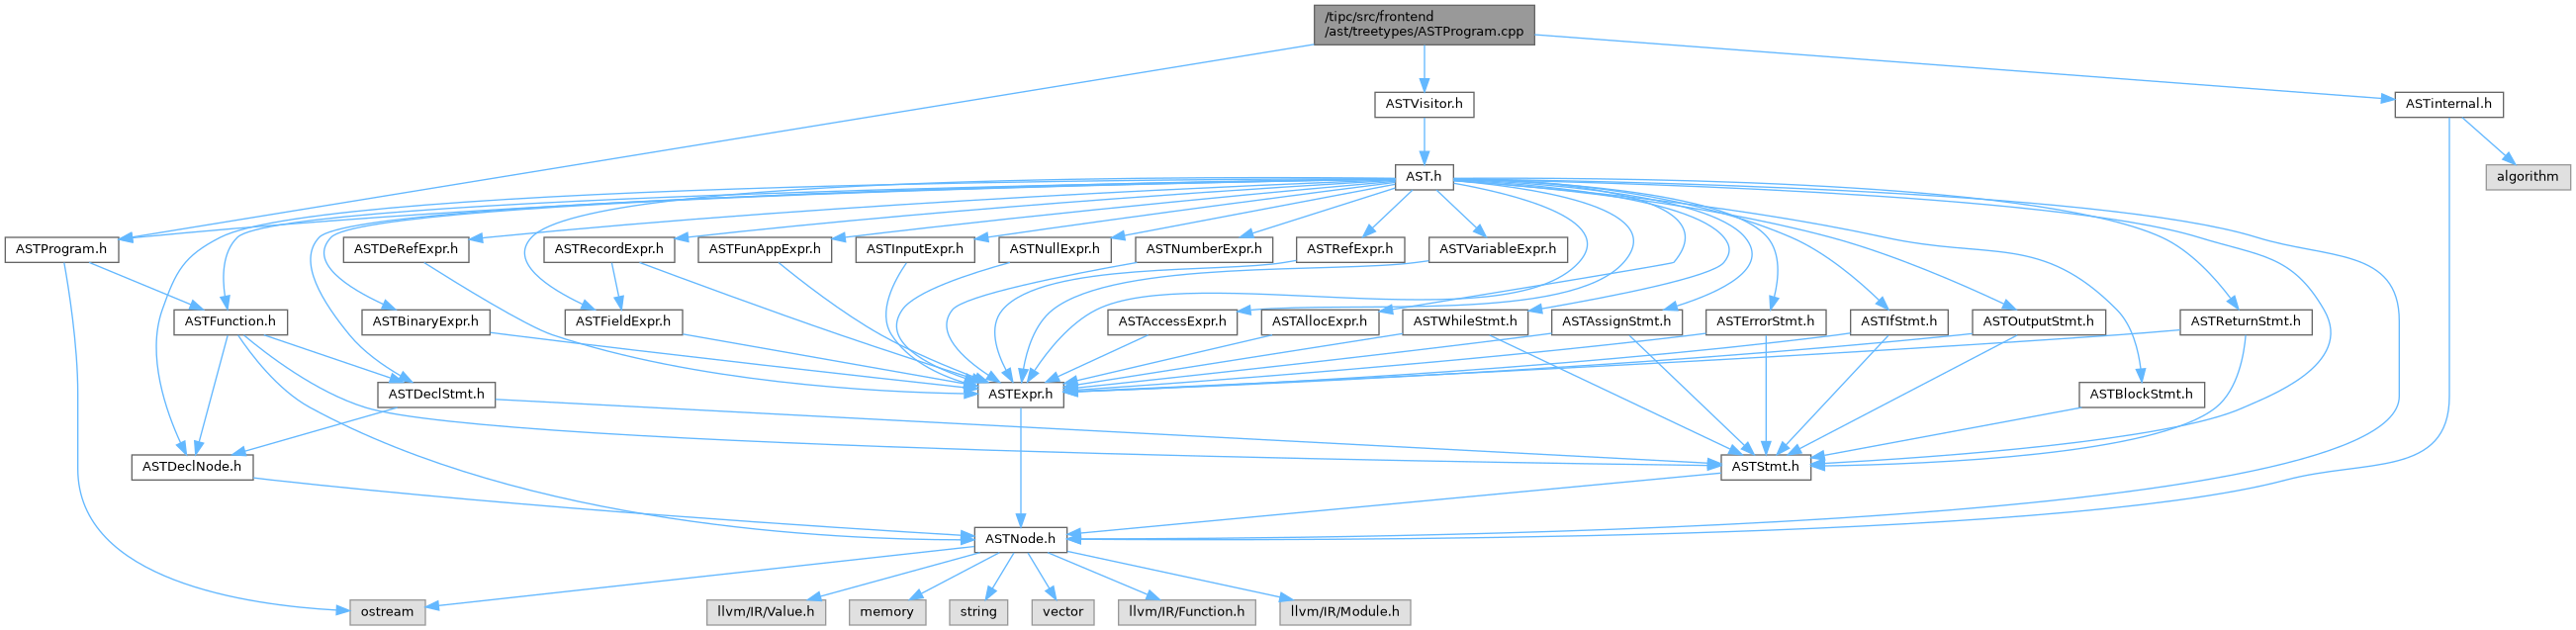 /tipc/src/frontend
/ast/treetypes/ASTProgram.cpp
ASTVisitor.h
ASTinternal.h
AST.h
algorithm
ASTProgram.h
ASTDeRefExpr.h
ASTRecordExpr.h
ASTFunAppExpr.h
ASTInputExpr.h
ASTNullExpr.h
ASTNumberExpr.h
ASTRefExpr.h
ASTVariableExpr.h
ASTFunction.h
ASTBinaryExpr.h
ASTFieldExpr.h
ASTAccessExpr.h
ASTAllocExpr.h
ASTWhileStmt.h
ASTAssignStmt.h
ASTErrorStmt.h
ASTIfStmt.h
ASTOutputStmt.h
ASTReturnStmt.h
ASTDeclStmt.h
ASTExpr.h
ASTBlockStmt.h
ASTDeclNode.h
ASTStmt.h
ASTNode.h
ostream
llvm/IR/Value.h
memory
string
vector
llvm/IR/Function.h
llvm/IR/Module.h